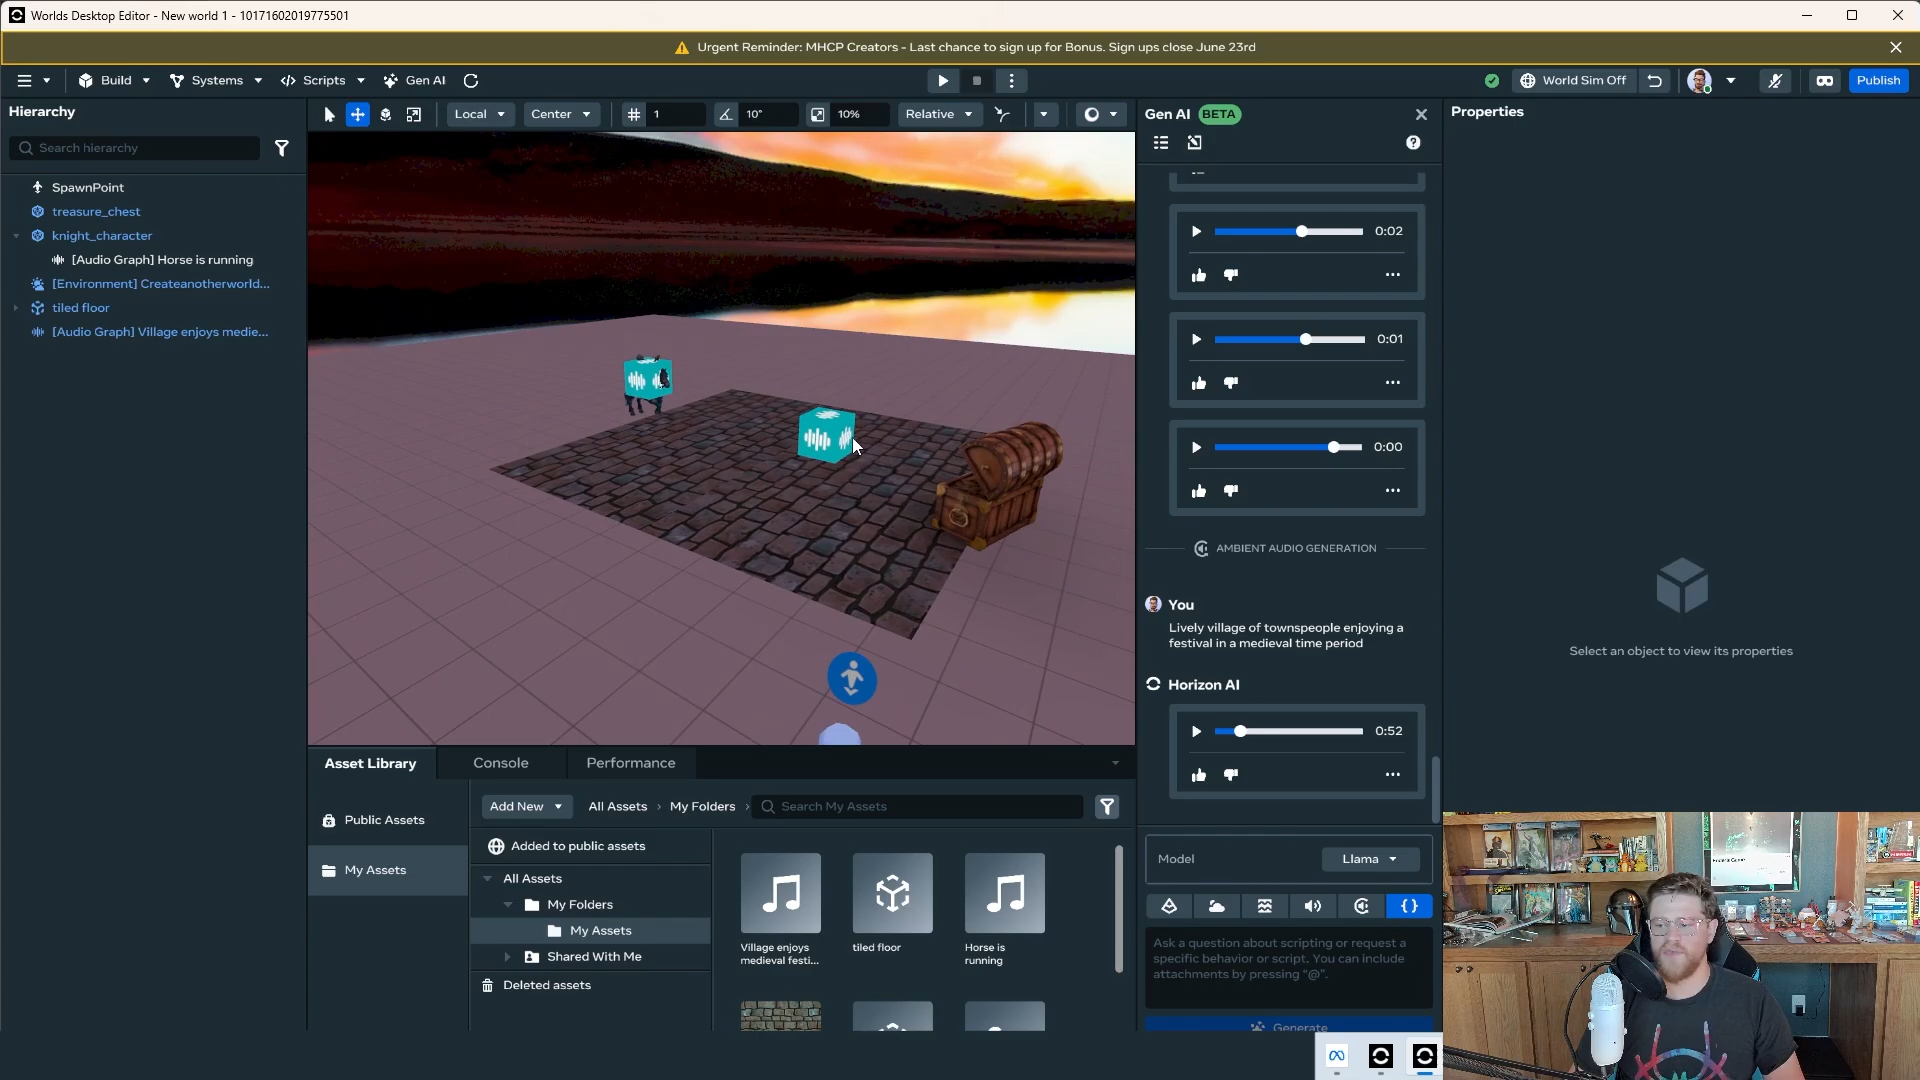 Worlds Desktop Editor - New world 1 - 10171602019775501
Urgent Reminder: MHCP Creators - Last chance to sign up for Bonus. Sign ups close June 23rd
Build
Systems
Scripts
Gen AI
World Sim Off
Publish
Hierarchy
Search hierarchy
SpawnPoint
treasure_chest
knight_character
[Audio Graph] Horse is running
[Environment] Createanotherworld...
tiled floor
[Audio Graph] Village enjoys medie...
Local
Center
1
10°
10%
Relative
Gen AI BETA
0:02
0:01
0:00
AMBIENT AUDIO GENERATION
You
Lively village of townspeople enjoying a
festival in a medieval time period
Horizon AI
0:52
Model
Llama
Ask a question about scripting or request a
specific behavior or script. You can include
attachments by pressing "@".
Generate
Properties
Select an object to view its properties
Asset Library
Console
Performance
Public Assets
My Assets
Add New
All Assets > My Folders >
Search My Assets
Added to public assets
All Assets
My Folders
My Assets
Shared With Me
Deleted assets
Village enjoys
medieval festi...
tiled floor
Horse is
running